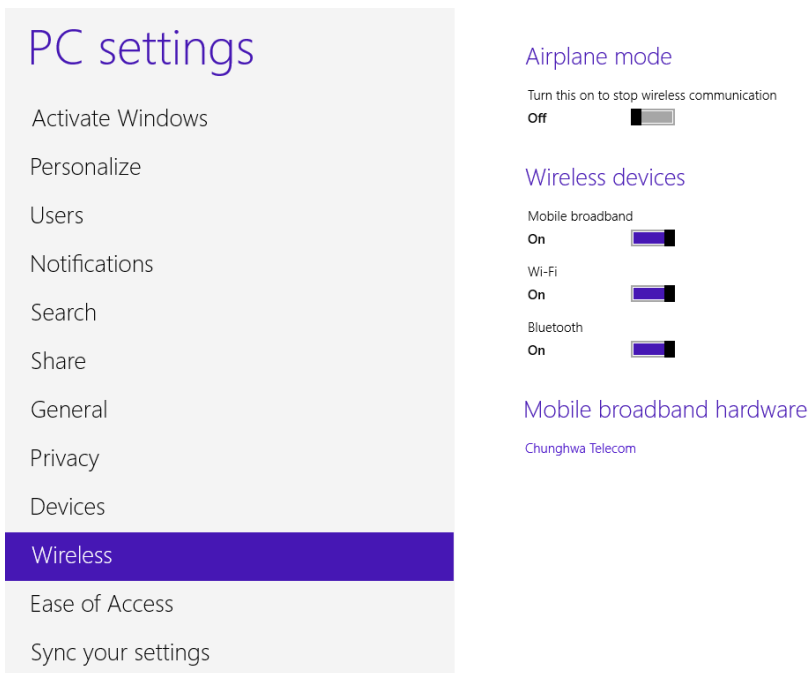 PC settings
Activate Windows
Personalize
Users
Notifications
Search
Share
General
Privacy
Devices
Wireless
Ease of Access
Sync your settings
Airplane mode
Turn this on to stop wireless communication
Off
Wireless devices
Mobile broadband
On
Wi-Fi
On
Bluetooth
On
Mobile broadband hardware
Chunghwa Telecom